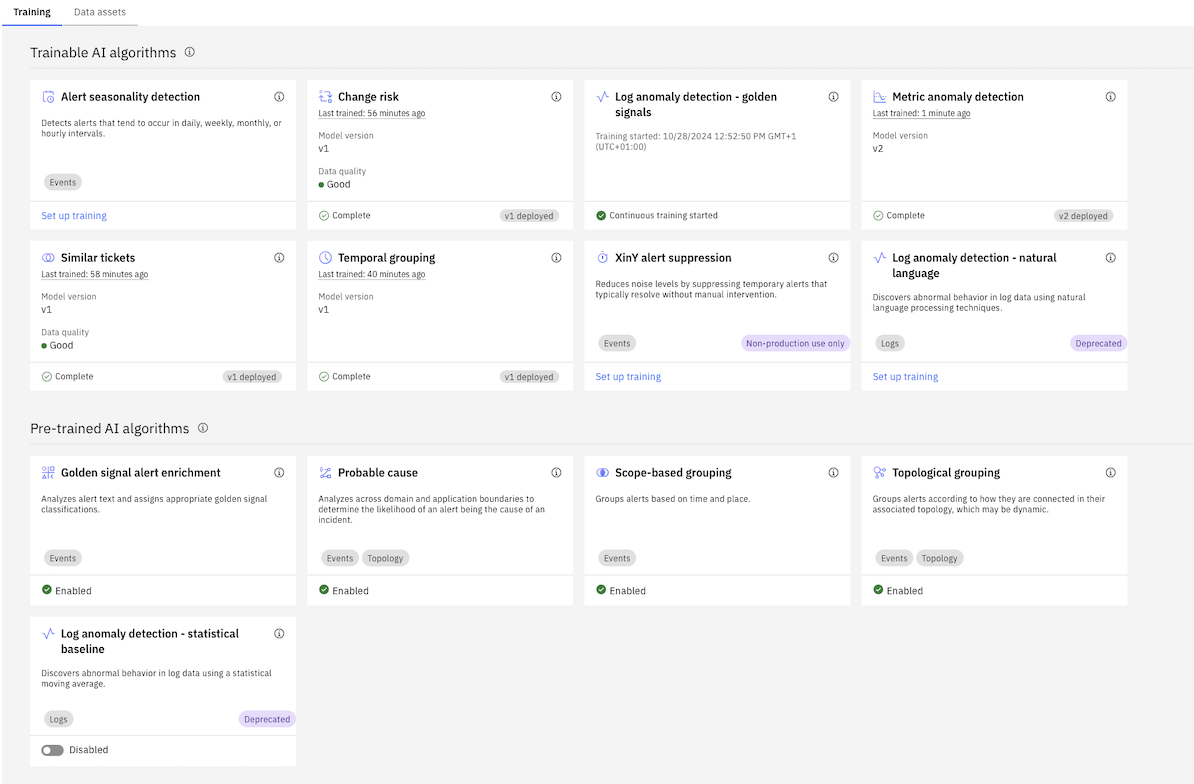 Training
Data assets
Trainable AI algorithms
Alert seasonality detection
Detects alerts that tend to occur in daily, weekly, monthly, or
hourly intervals.
Events
Set up training
Change risk
Last trained: 56 minutes ago
Model version
v1
Data quality
Good
Complete
v1 deployed
Log anomaly detection - golden
signals
Training started: 10/28/2024 12:52:50 PM GMT+1
(UTC+01:00)
Continuous training started
Metric anomaly detection
Last trained: 1 minute ago
Model version
v2
Complete
v2 deployed
Similar tickets
Last trained: 58 minutes ago
Model version
v1
Data quality
Good
Complete
v1 deployed
Temporal grouping
Last trained: 40 minutes ago
Model version
v1
Complete
v1 deployed
XinY alert suppression
Reduces noise levels by suppressing temporary alerts that
typically resolve without manual intervention.
Events
Non-production use only
Set up training
Log anomaly detection - natural
language
Discovers abnormal behavior in log data using natural
language processing techniques.
Logs
Deprecated
Set up training
Pre-trained AI algorithms
Golden signal alert enrichment
Analyzes alert text and assigns appropriate golden signal
classifications.
Events
Enabled
Probable cause
Analyzes across domain and application boundaries to
determine the likelihood of an alert being the cause of an
incident.
Events
Topology
Enabled
Scope-based grouping
Groups alerts based on time and place.
Events
Enabled
Topological grouping
Groups alerts according to how they are connected in their
associated topology, which may be dynamic.
Events
Topology
Enabled
Log anomaly detection - statistical
baseline
Discovers abnormal behavior in log data using a statistical
moving average.
Logs
Deprecated
Disabled